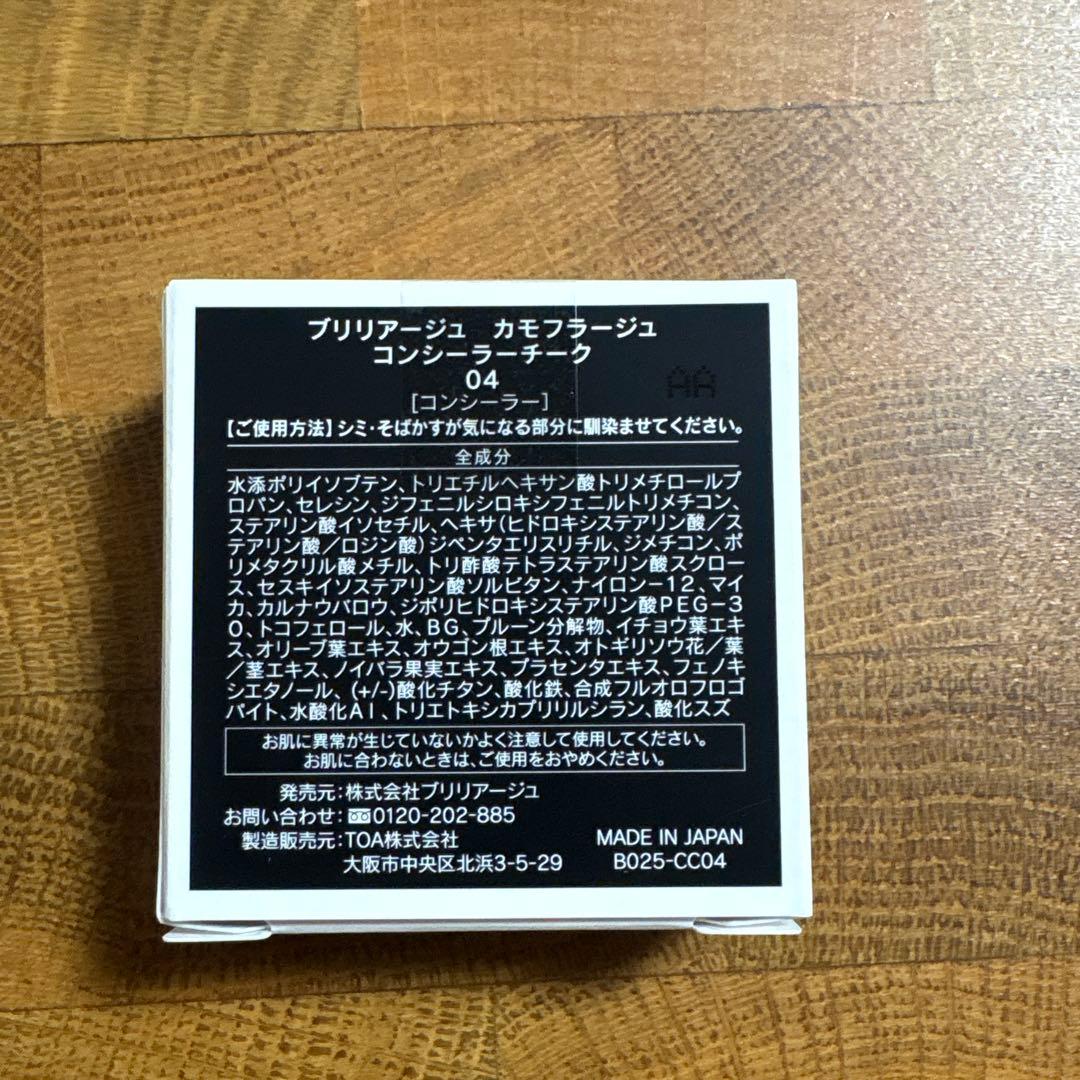 ブリリアージュ　カモフラージュ
コンシーラーチーク
04
[コンシーラー]
【ご使用方法】シミ・そばかすが気になる部分に馴染ませてください。
全成分
水添ポリイソブテン、トリエチルヘキサン酸トリメチロールプ
ロパン、セレシン、ジフェニルシロキシフェニルトリメチコン、
ステアリン酸イソセチル、ヘキサ(ヒドロキシステアリン酸／ス
テアリン酸／ロジン酸)ジペンタエリスリチル、ジメチコン、ポ
リメタクリル酸メチル、トリ酢酸テトラステアリン酸スクロー
ス、セスキイソステアリン酸ソルビタン、ナイロン−12、マイ
カ、カルナウバロウ、ジポリヒドロキシステアリン酸PEG−3
0、トコフェロール、水、BG、プルーン分解物、イチョウ葉エキ
ス、オリーブ葉エキス、オウゴン根エキス、オトギリソウ花／葉
／茎エキス、ノイバラ果実エキス、プラセンタエキス、フェノキ
シエタノール、(+/-)酸化チタン、酸化鉄、合成フルオロフロゴ
パイト、水酸化Al、トリエトキシカプリリルシラン、酸化スズ
お肌に異常が生じていないかよく注意して使用してください。
お肌に合わないときは、ご使用をおやめください。
発売元：株式会社ブリリアージュ
お問い合わせ：0120-202-885
製造販売元：TOA株式会社
大阪市中央区北浜3-5-29
MADE IN JAPAN
B025-CC04